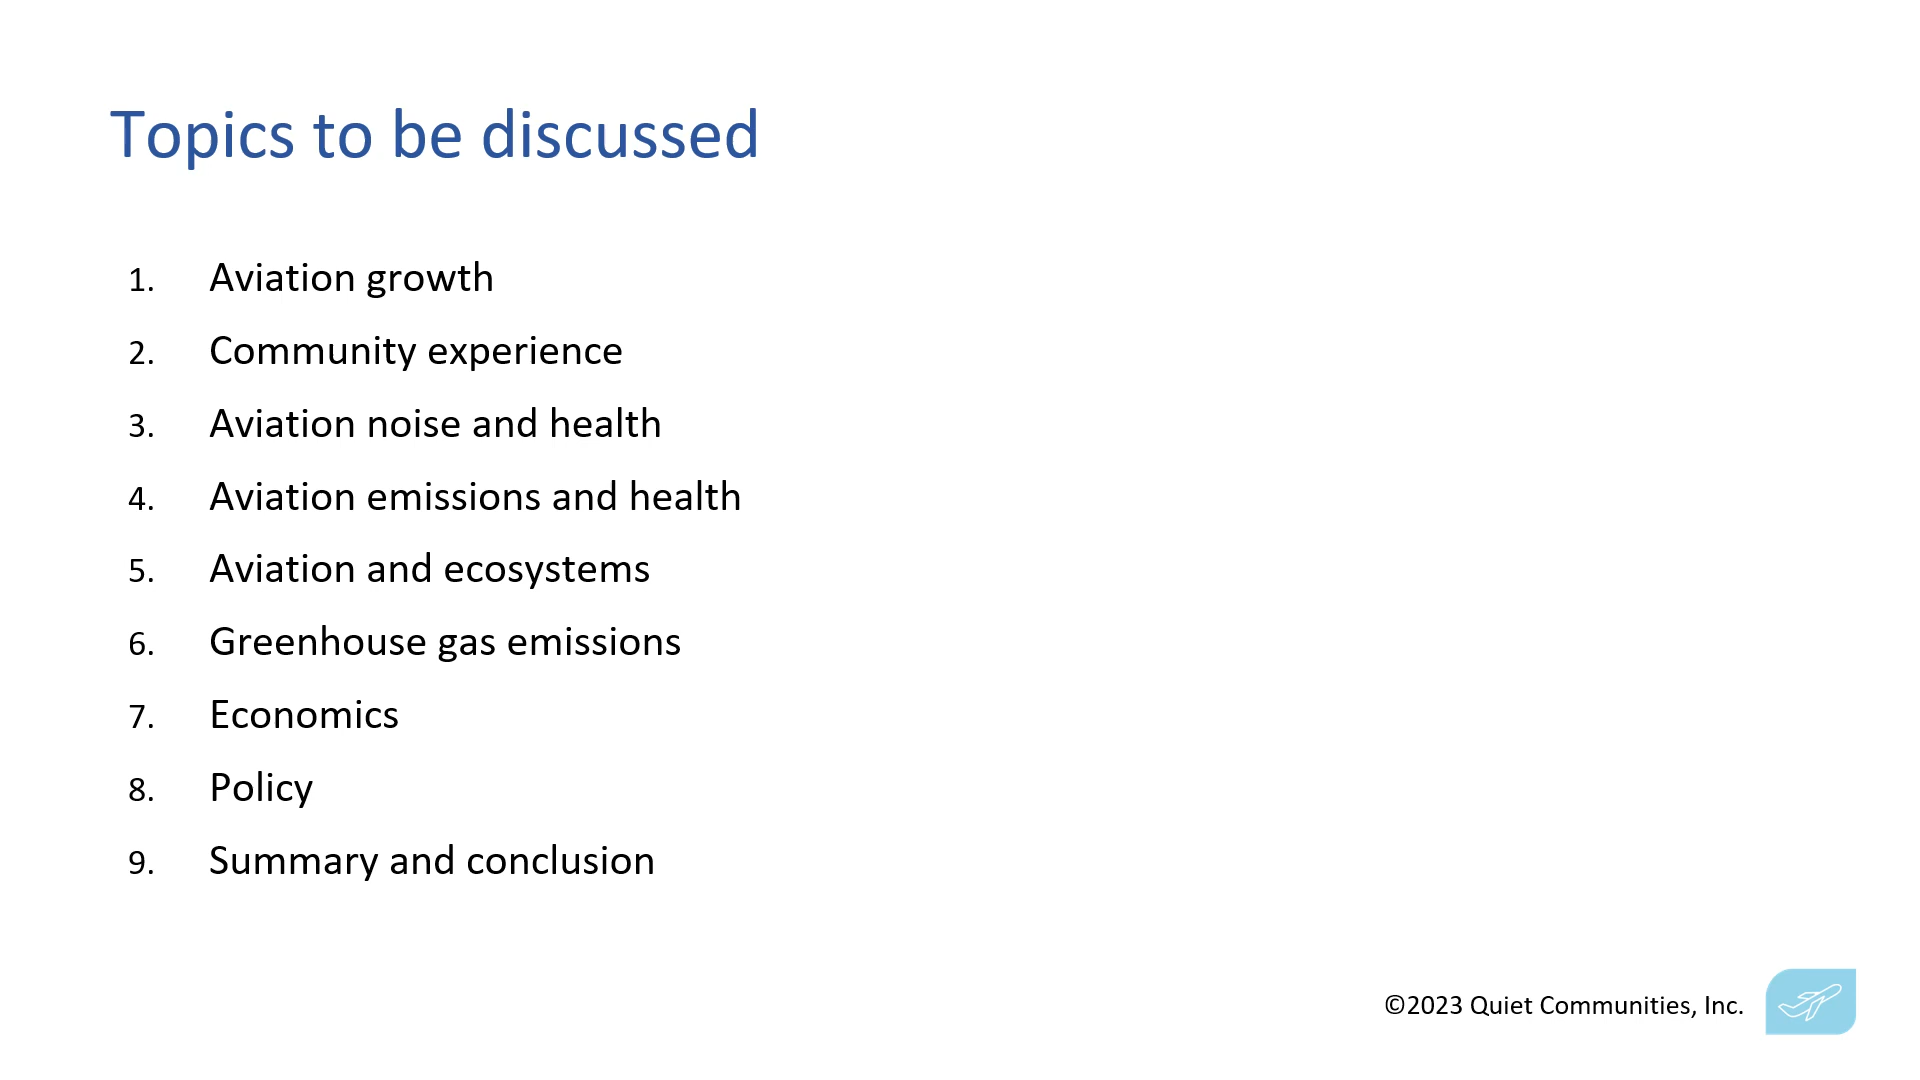 Topics to be discussed
1. Aviation growth
2. Community experience
3. Aviation noise and health
4. Aviation emissions and health
5. Aviation and ecosystems
6. Greenhouse gas emissions
7. Economics
8. Policy
9. Summary and conclusion
©2023 Quiet Communities, Inc.